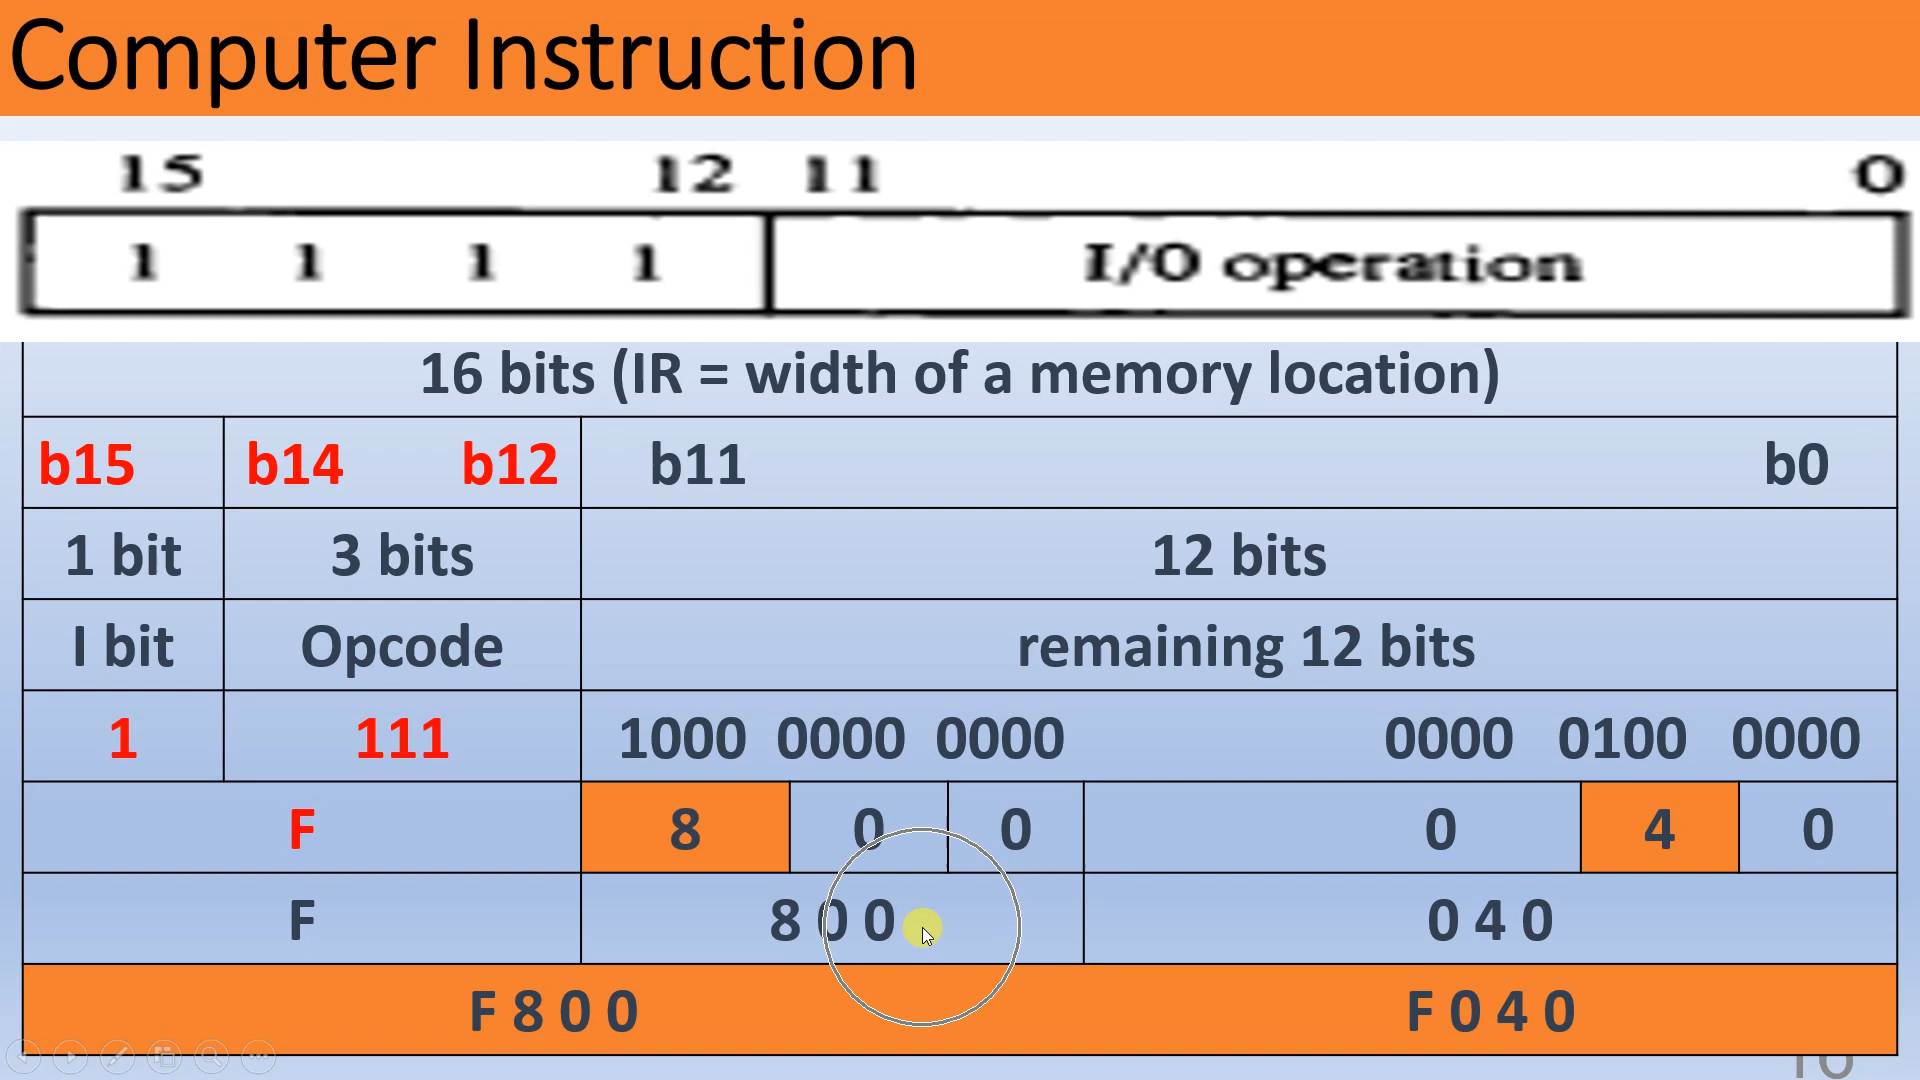 Computer Instruction
15 12 11 0
1 1 1 1 I/O operation
16 bits (IR = width of a memory location)
b15 b14 b12 b11 b0
1 bit 3 bits 12 bits
I bit Opcode remaining 12 bits
1 111 1000 0000 0000 0000 0100 0000
F 8 0 0 0 4 0
F 8 0 0 0 4 0
F 8 0 0 F 0 4 0